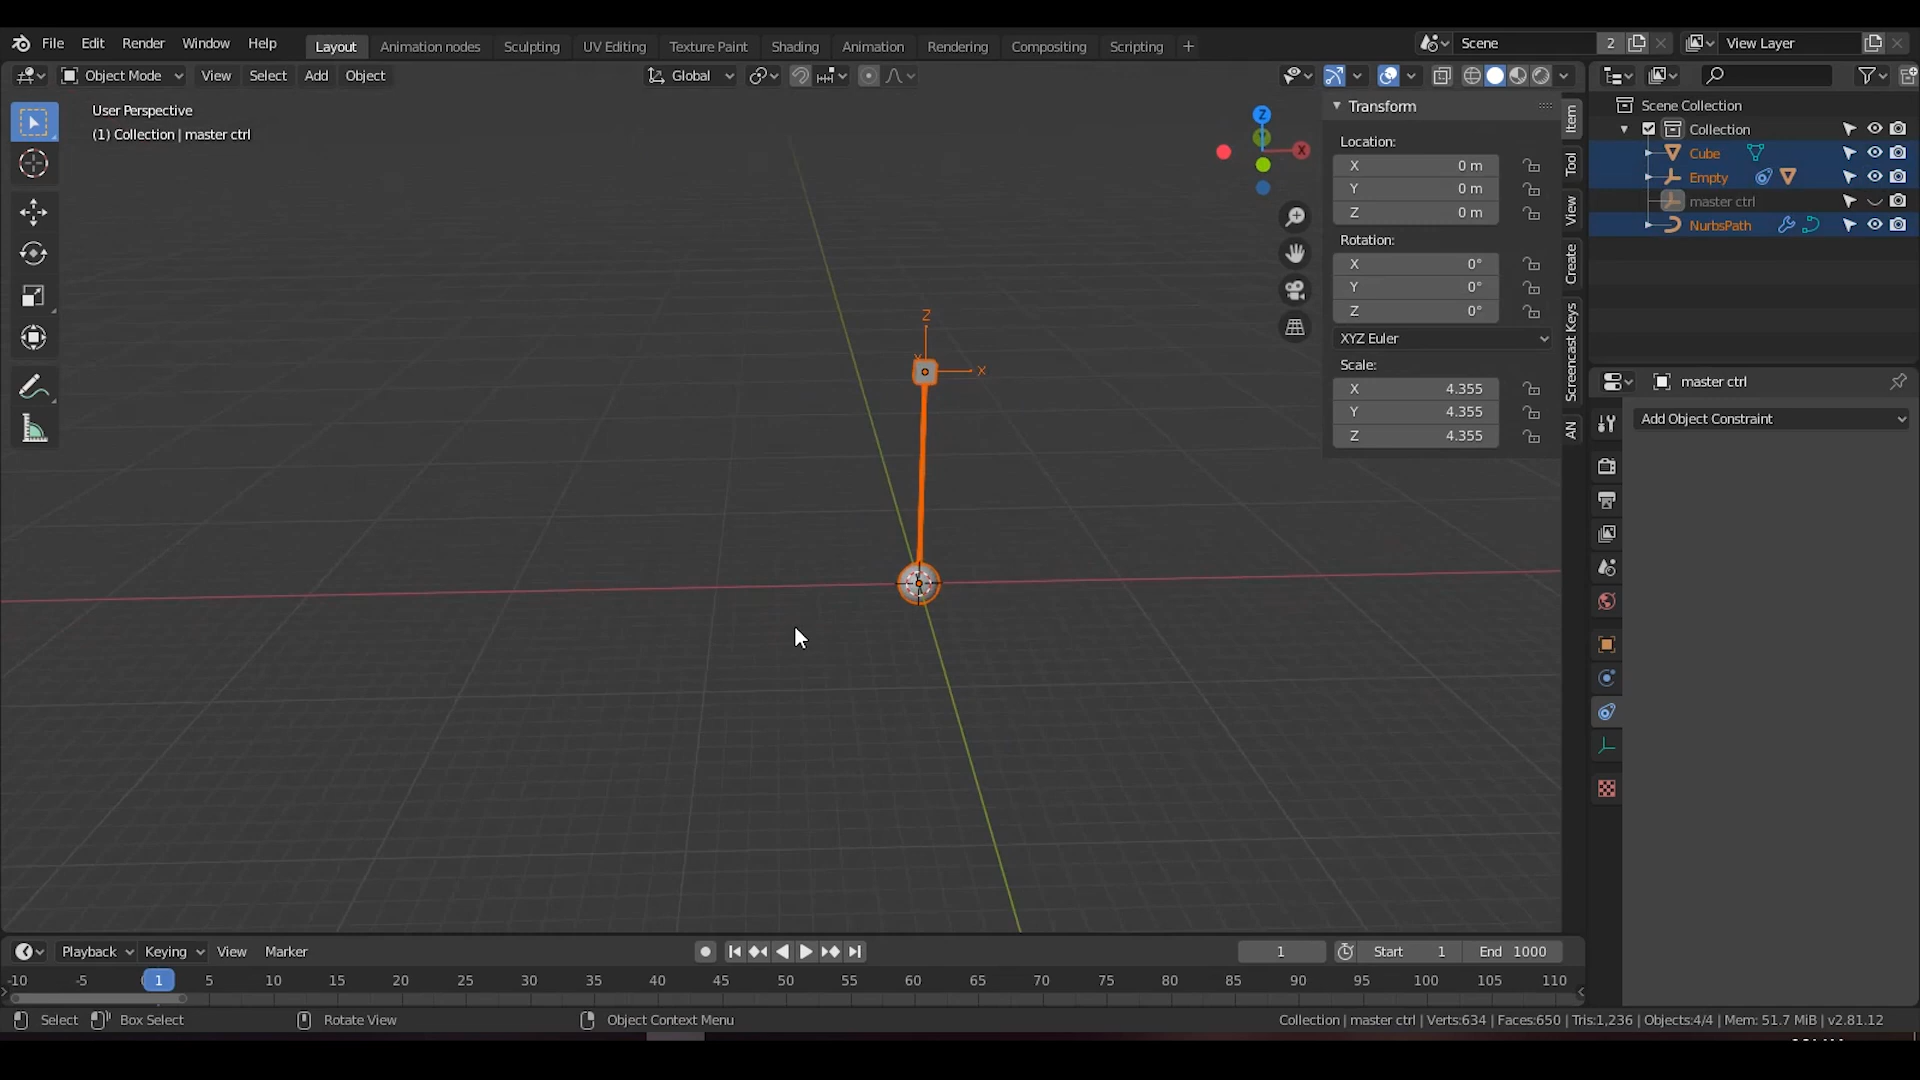 File Edit Render Window Help Layout Animation nodes Sculpting UV Editing Texture Paint Shading Animation Rendering Compositing Scripting + Scene 2 View Layer
Object Mode View Select Add Object Global
User Perspective
(1) Collection | master ctrl
Transform
Location:
X 0 m
Y 0 m
Z 0 m
Rotation:
X 0°
Y 0°
Z 0°
XYZ Euler
Scale:
X 4.355
Y 4.355
Z 4.355
Item
Tool
View
Create
Screencast Keys
AN
Z
X
Z
Y
X
Scene Collection
Collection
Cube
Empty
master ctrl
NurbsPath
master ctrl
Add Object Constraint
Playback Keying View Marker 1 Start 1 End 1000
-10 -5 1 5 10 15 20 25 30 35 40 45 50 55 60 65 70 75 80 85 90 95 100 105 110
Select Box Select Rotate View Object Context Menu Collection | master ctrl | Verts:634 | Faces:650 | Tris:1,236 | Objects:4/4 | Mem: 51.7 MiB | v2.81.12